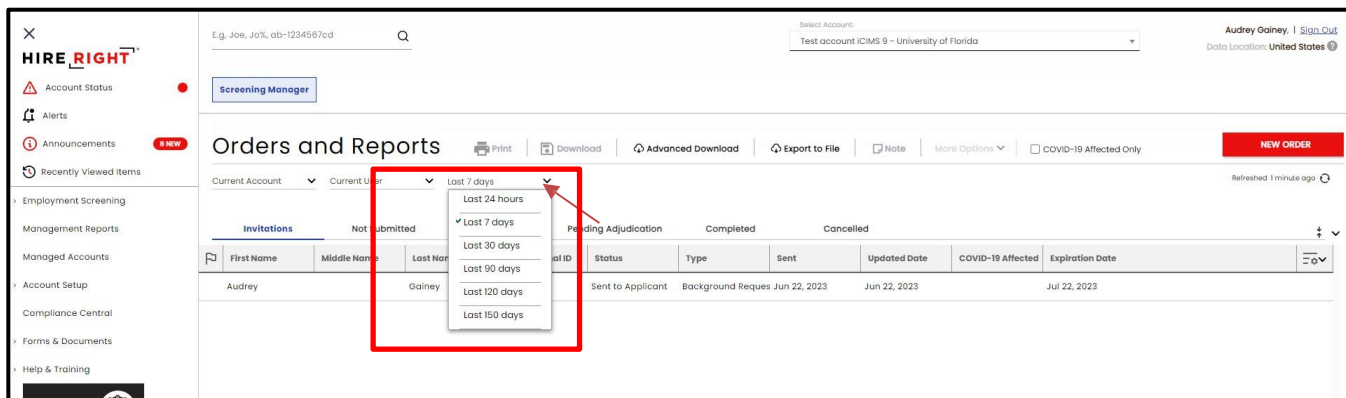 HIRE RIGHT
Account Status
Alerts
Announcements 6 NEW
Recently Viewed Items
Employment Screening
Management Reports
Managed Accounts
Account Setup
Compliance Central
Forms & Documents
Help & Training
E.g, Joe, Jo%, ab-1234567cd
Select Account:
Test account iCIMS 9 - University of Florida
Audrey Gainey, | Sign Out
Data Location: United States
Screening Manager
Orders and Reports Print Download Advanced Download Export to File Note More Options COVID-19 Affected Only NEW ORDER
Current Account Current User Last 7 days Refreshed 1 minute ago
Last 24 hours
Last 7 days
Last 30 days
Last 90 days
Last 120 days
Last 150 days
Invitations Not Submitted Pending Adjudication Completed Cancelled
First Name Middle Name Last Nar al ID Status Type Sent Updated Date COVID-19 Affected Expiration Date
Audrey Gainey Sent to Applicant Background Reques Jun 22, 2023 Jun 22, 2023 Jul 22, 2023